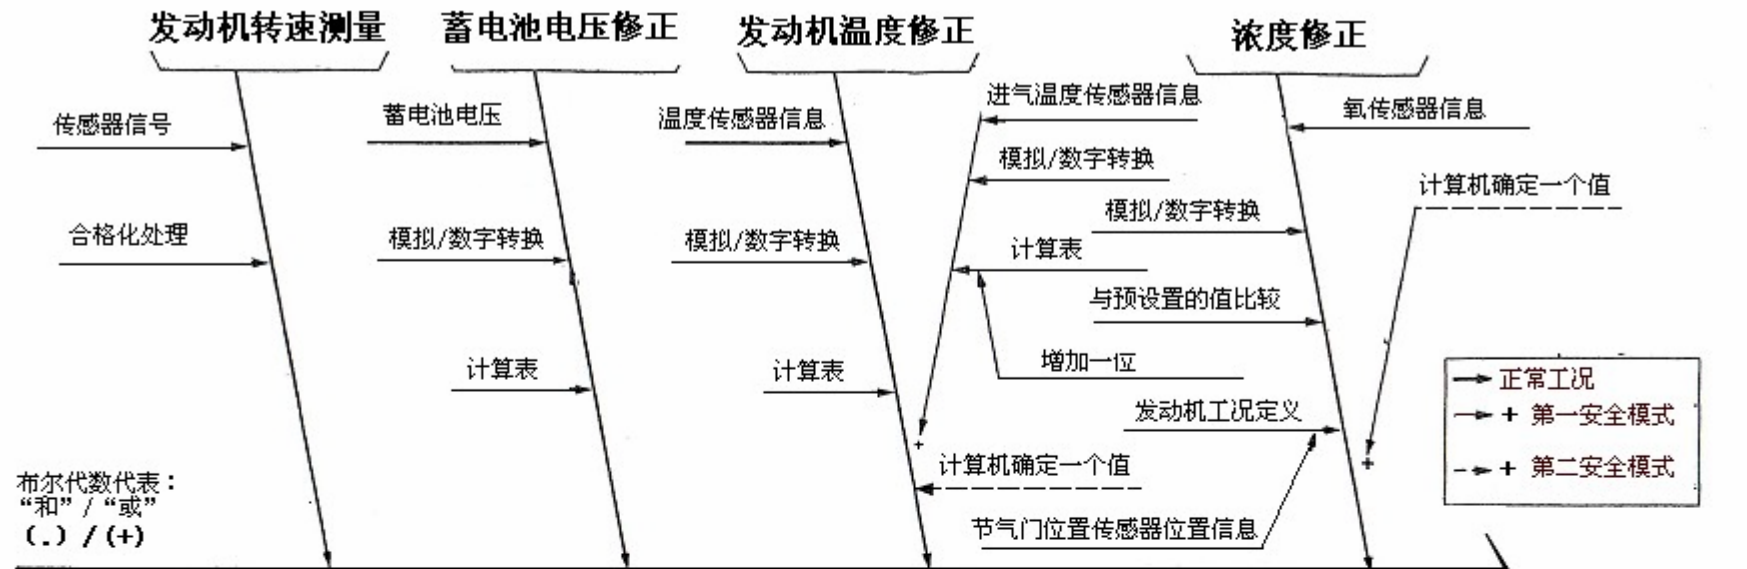 发动机转速测量
蓄电池电压修正
发动机温度修正
浓度修正
传感器信号
合格化处理
蓄电池电压
模拟/数字转换
计算表
温度传感器信息
模拟/数字转换
计算表
进气温度传感器信息
模拟/数字转换
计算表
增加一位
+
计算机确定一个值
氧传感器信息
模拟/数字转换
与预设置的值比较
发动机工况定义
节气门位置传感器位置信息
计算机确定一个值
+
正常工况
+ 第一安全模式
+ 第二安全模式
布尔代数代表：
“和” / “或”
(.) / (+)